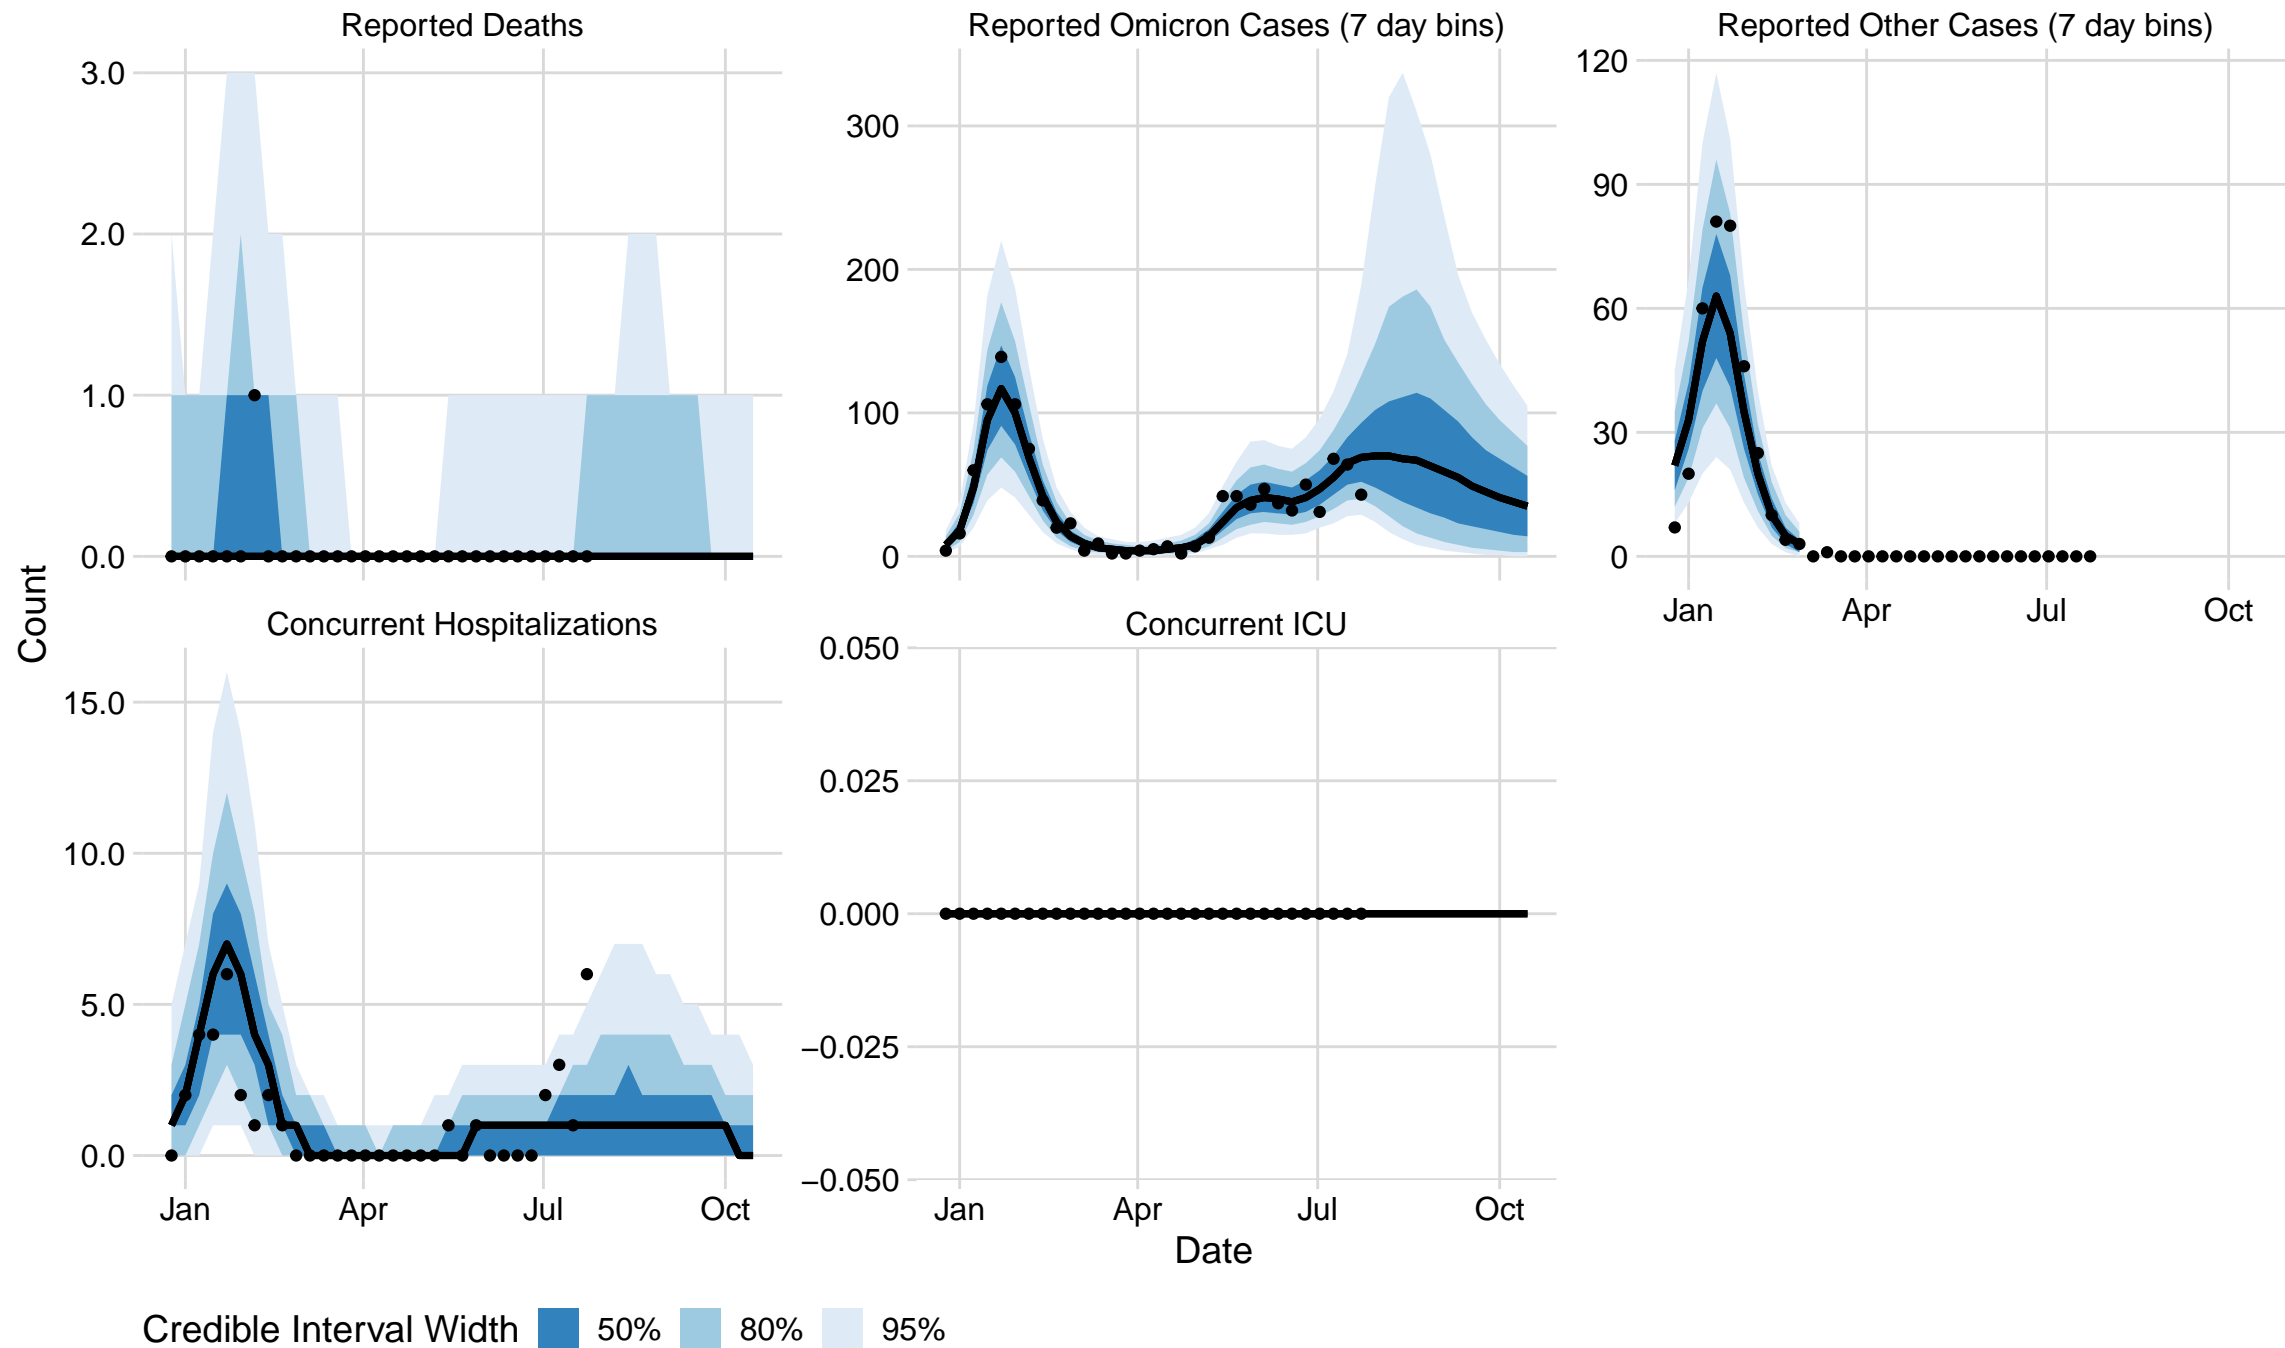 Reported Deaths
Reported Omicron Cases (7 day bins)
Reported Other Cases (7 day bins)
3.0
2.0
1.0
0.0
300
200
100
0
120
90
60
30
0
Jan Apr Jul Oct
Count
Concurrent Hospitalizations
Concurrent ICU
15.0
10.0
5.0
0.0
Jan Apr Jul Oct
0.050
0.025
0.000
−0.025
−0.050
Jan Apr Jul Oct
Date
Credible Interval Width 50% 80% 95%